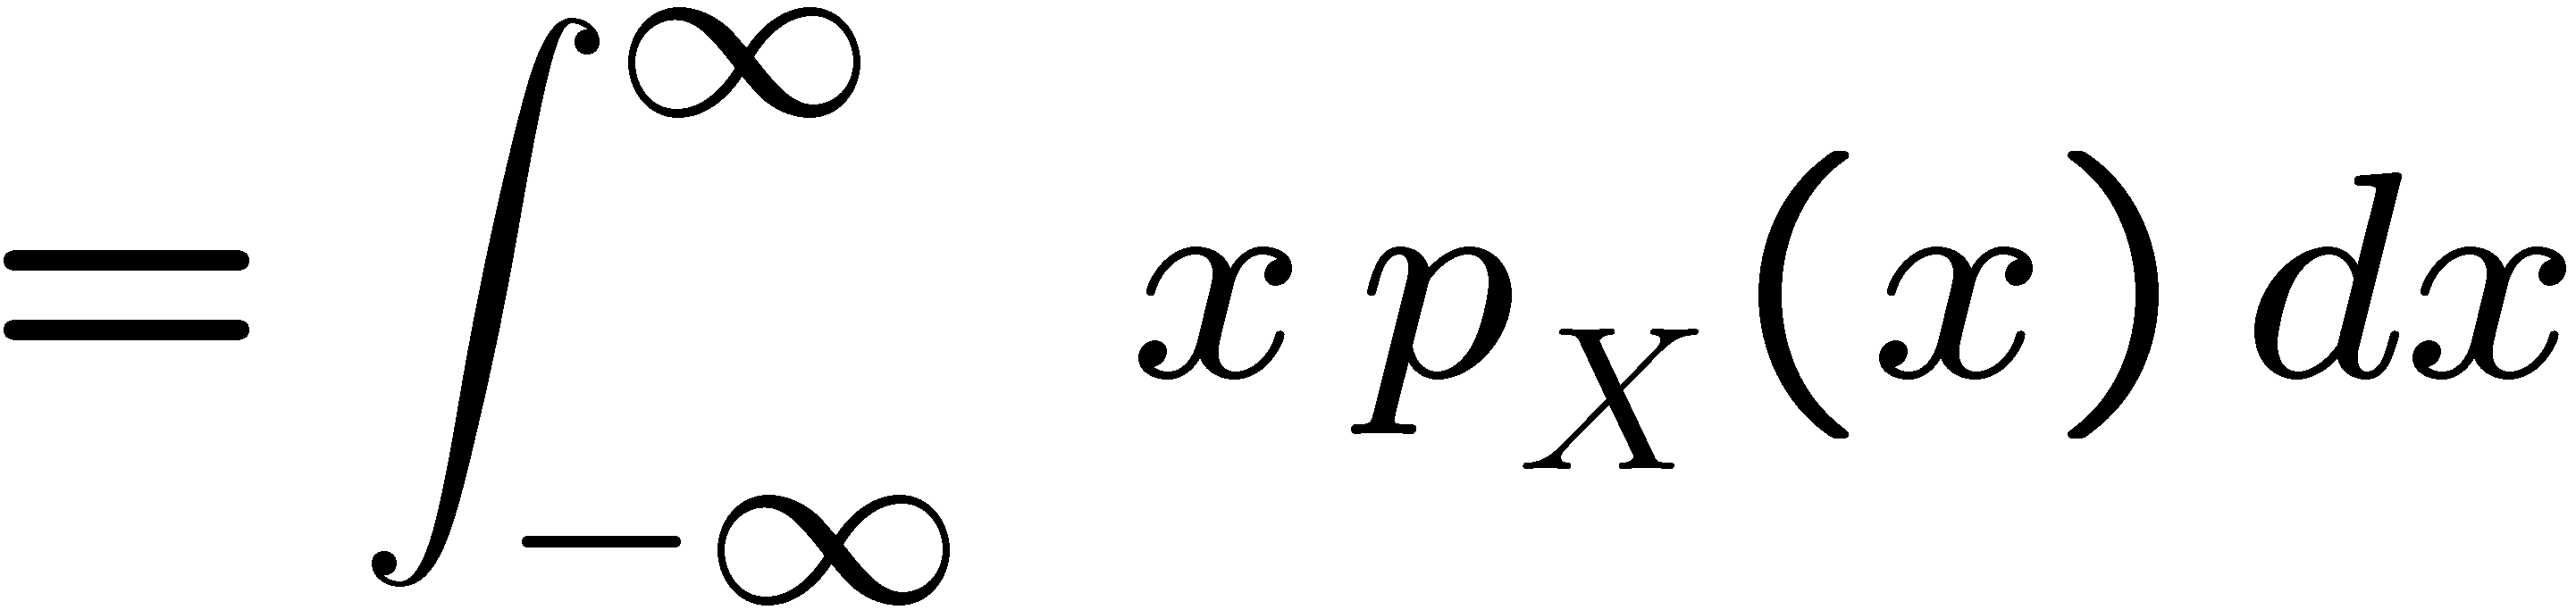 = ∫_{-∞}^{∞} x p_X(x) dx